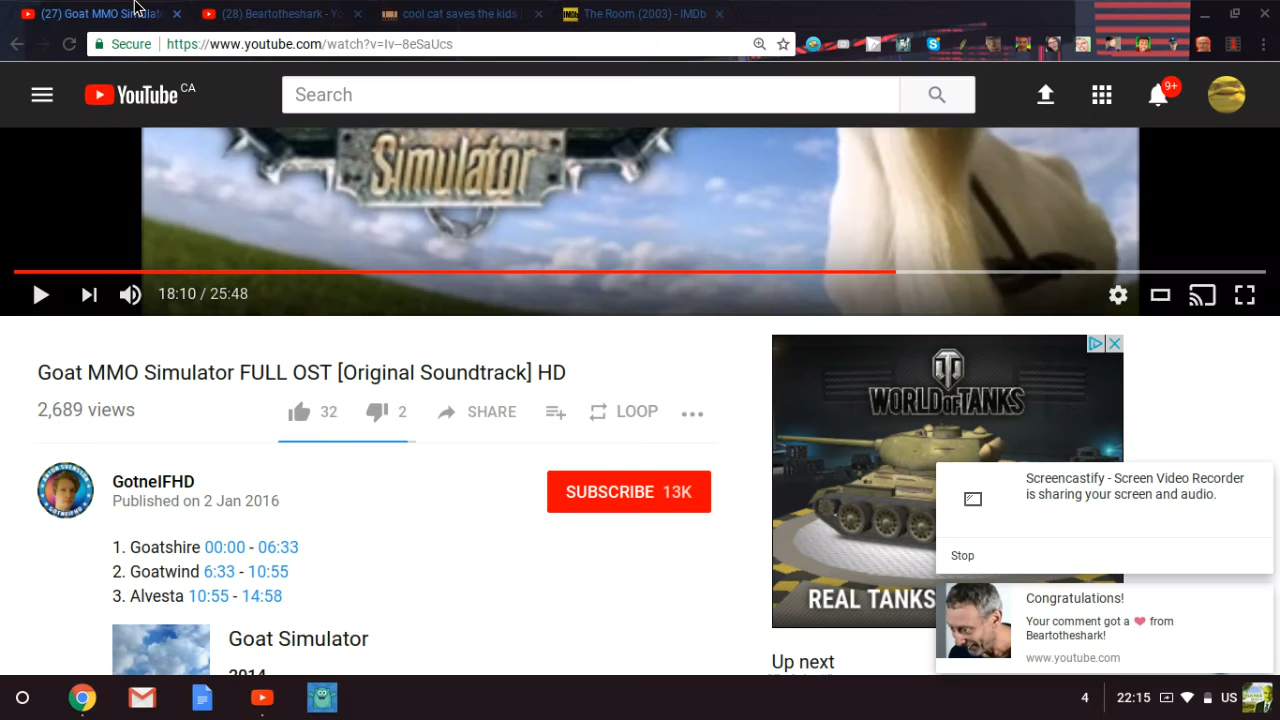 (27) Goat MMO Simulat
(28) Beartotheshark - Yo
cool cat saves the kids
The Room (2003) - IMDb
Secure
https://www.youtube.com/watch?v=Iv--8eSaUcs
YouTube CA
Search
9+
Simulator
18:10 / 25:48
Goat MMO Simulator FULL OST [Original Soundtrack] HD
2,689 views
32
2
SHARE
LOOP
GotneIFHD
Published on 2 Jan 2016
SUBSCRIBE 13K
1. Goatshire 00:00 - 06:33
2. Goatwind 6:33 - 10:55
3. Alvesta 10:55 - 14:58
Goat Simulator
2014
WORLD OF TANKS
REAL TANKS
Screencastify - Screen Video Recorder
is sharing your screen and audio.
Stop
Congratulations!
Your comment got a ❤ from
Beartotheshark!
www.youtube.com
Up next
4
22:15
US